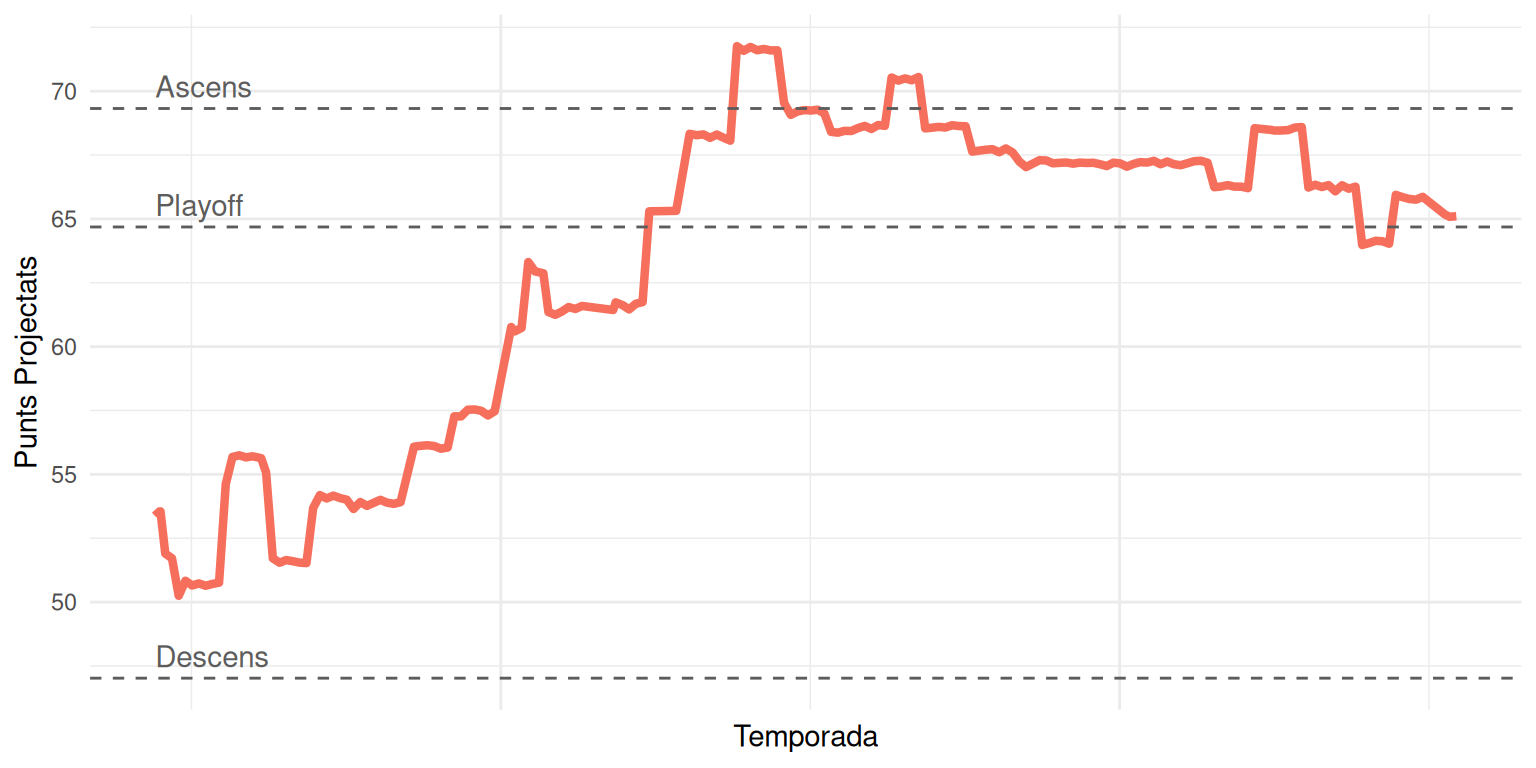 Ascens
70
Playoff
65
60
55
50
Descens
Punts Projectats
Temporada